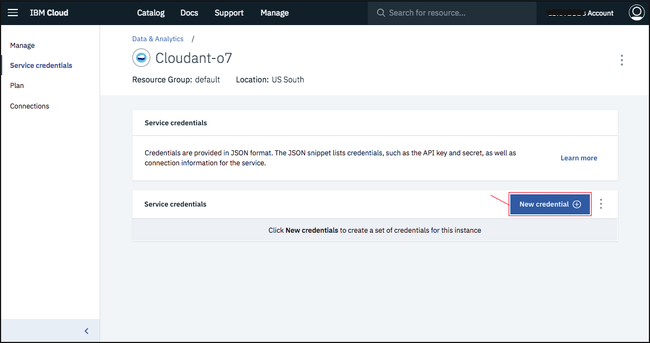 IBM Cloud
Catalog Docs Support Manage
Search for resource...
Account
Manage
Service credentials
Plan
Connections
Data & Analytics /
Cloudant-o7
Resource Group: default Location: US South
Service credentials
Credentials are provided in JSON format. The JSON snippet lists credentials, such as the API key and secret, as well as
connection information for the service.
Learn more
Service credentials
New credential
Click New credentials to create a set of credentials for this instance